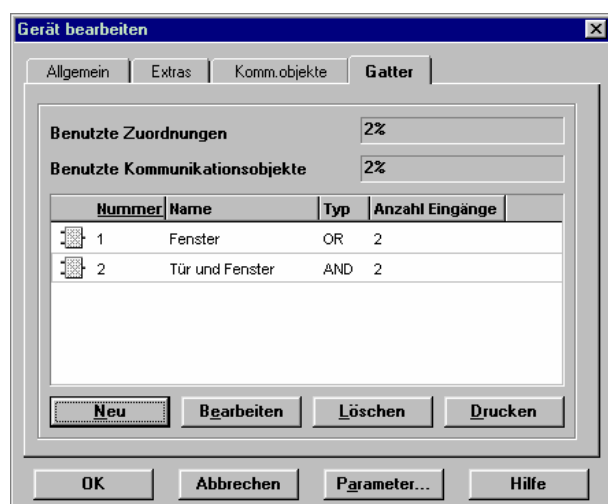 Gerät bearbeiten
Allgemein Extras Komm.objekte Gatter
Benutzte Zuordnungen 2%
Benutzte Kommunikationsobjekte 2%
Nummer Name Typ Anzahl Eingänge
1 Fenster OR 2
2 Tür und Fenster AND 2
Neu Bearbeiten Löschen Drucken
OK Abbrechen Parameter... Hilfe